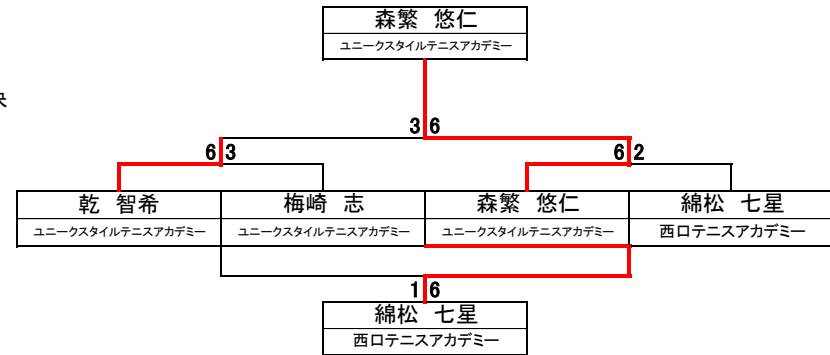 森繁 悠仁
ユニークスタイルテニスアカデミー
3 6
6 3
6 2
乾 智希 梅崎 志 森繁 悠仁 綿松 七星
ユニークスタイルテニスアカデミー ユニークスタイルテニスアカデミー ユニークスタイルテニスアカデミー 西口テニスアカデミー
1 6
綿松 七星
西口テニスアカデミー